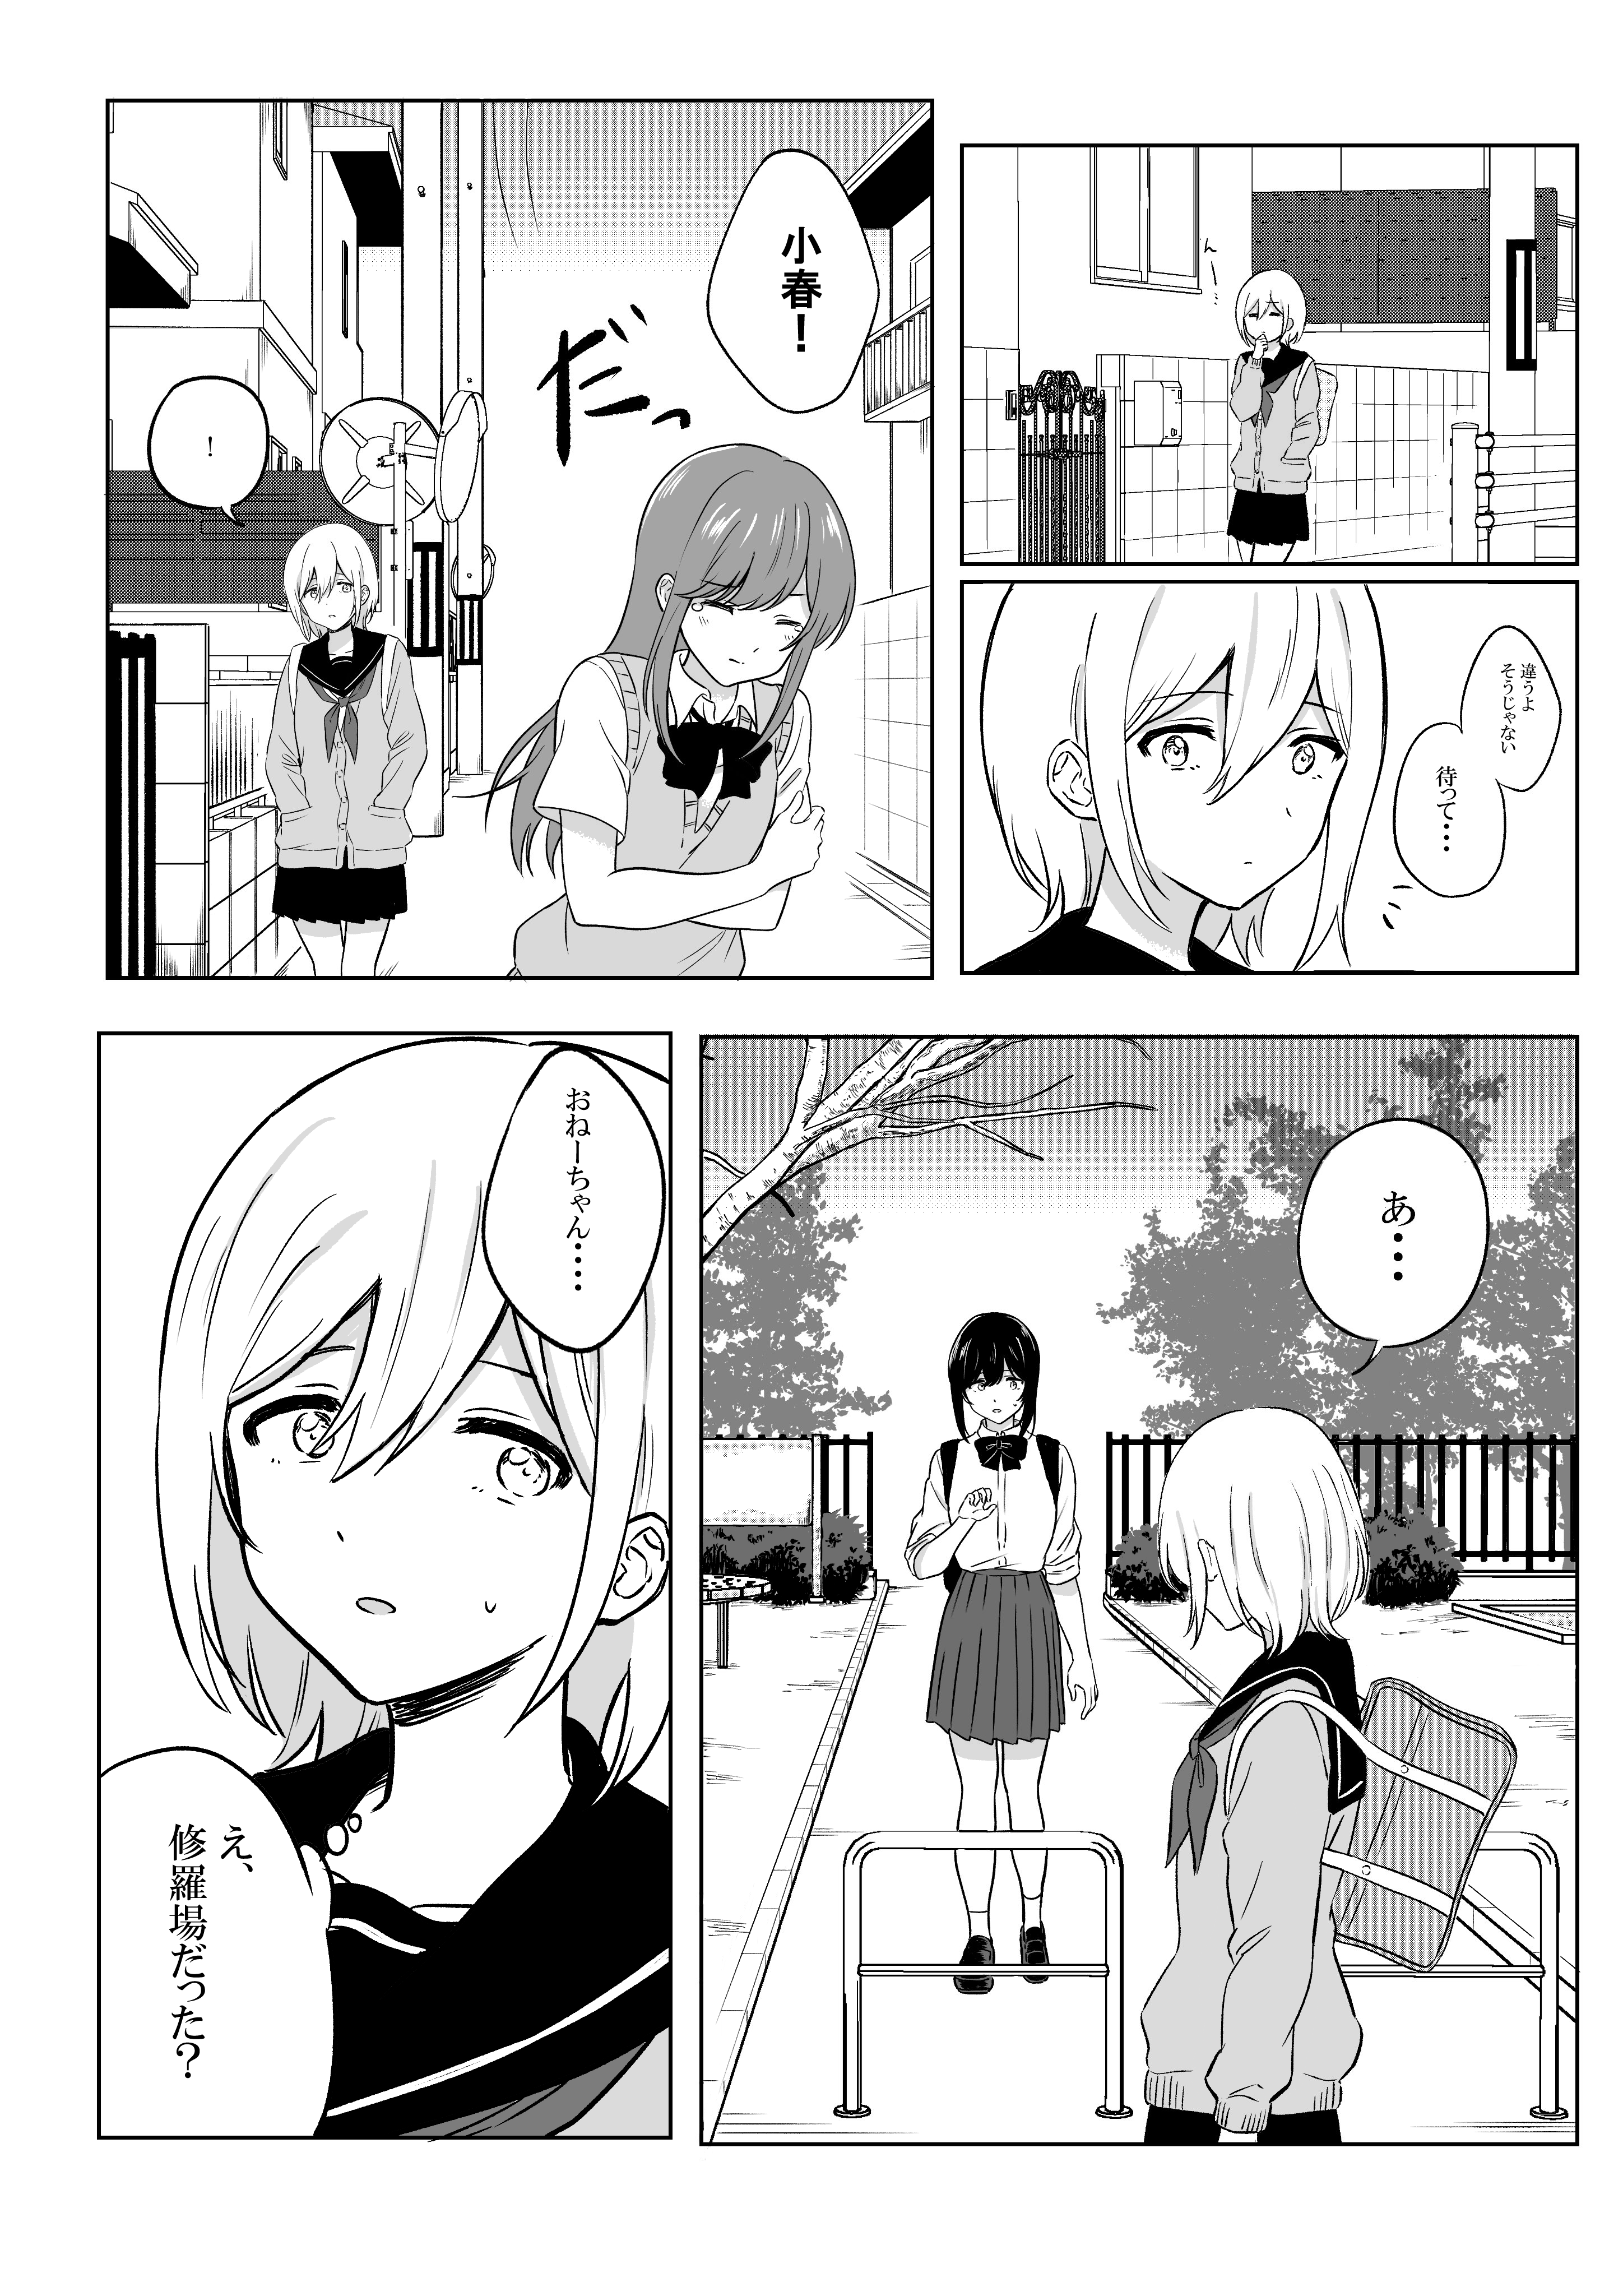 んー…
違うよ
そうじゃない
待って…
小春！
だっ
！
あ…
おねーちゃん……
え、
修羅場だった？